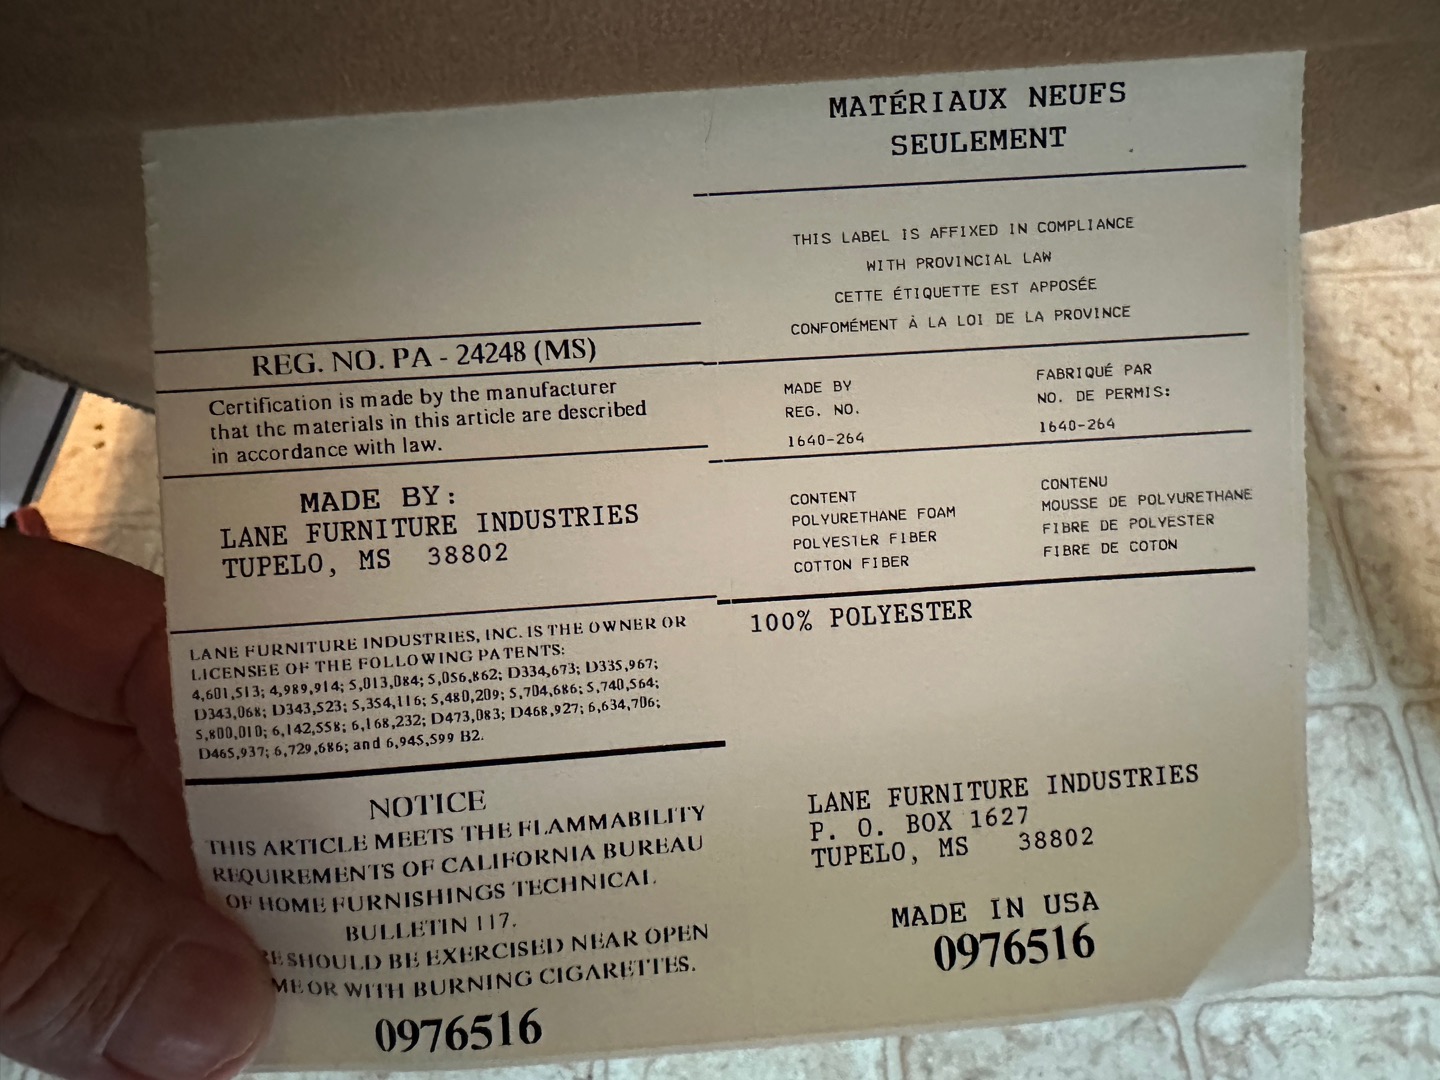 REG. NO. PA - 24248 (MS)
Certification is made by the manufacturer
that the materials in this article are described
in accordance with law.
MADE BY:
LANE FURNITURE INDUSTRIES
TUPELO, MS 38802
LANE FURNITURE INDUSTRIES, INC. IS THE OWNER OR
LICENSEE OF THE FOLLOWING PATENTS:
4,601,513; 4,989,914; 5,013,084; 5,056,862; D334,673; D335,967;
D343,068; D343,523; 5,354,116; 5,480,209; 5,704,686; 5,740,564;
5,800,010; 6,142,558; 6,168,232; D473,083; D468,927; 6,634,706;
D465,937; 6,729,686; and 6,945,599 B2.
NOTICE
THIS ARTICLE MEETS THE FLAMMABILITY
REQUIREMENTS OF CALIFORNIA BUREAU
OF HOME FURNISHINGS TECHNICAL
BULLETIN 117.
SHOULD BE EXERCISED NEAR OPEN
OR WITH BURNING CIGARETTES.
0976516
MATÉRIAUX NEUFS
SEULEMENT
THIS LABEL IS AFFIXED IN COMPLIANCE
WITH PROVINCIAL LAW
CETTE ÉTIQUETTE EST APPOSÉE
CONFOMÉMENT À LA LOI DE LA PROVINCE
MADE BY
REG. NO.
1640-264
FABRIQUÉ PAR
NO. DE PERMIS:
1640-264
CONTENT
POLYURETHANE FOAM
POLYESTER FIBER
COTTON FIBER
CONTENU
MOUSSE DE POLYURETHANE
FIBRE DE POLYESTER
FIBRE DE COTON
100% POLYESTER
LANE FURNITURE INDUSTRIES
P. O. BOX 1627
TUPELO, MS 38802
MADE IN USA
0976516